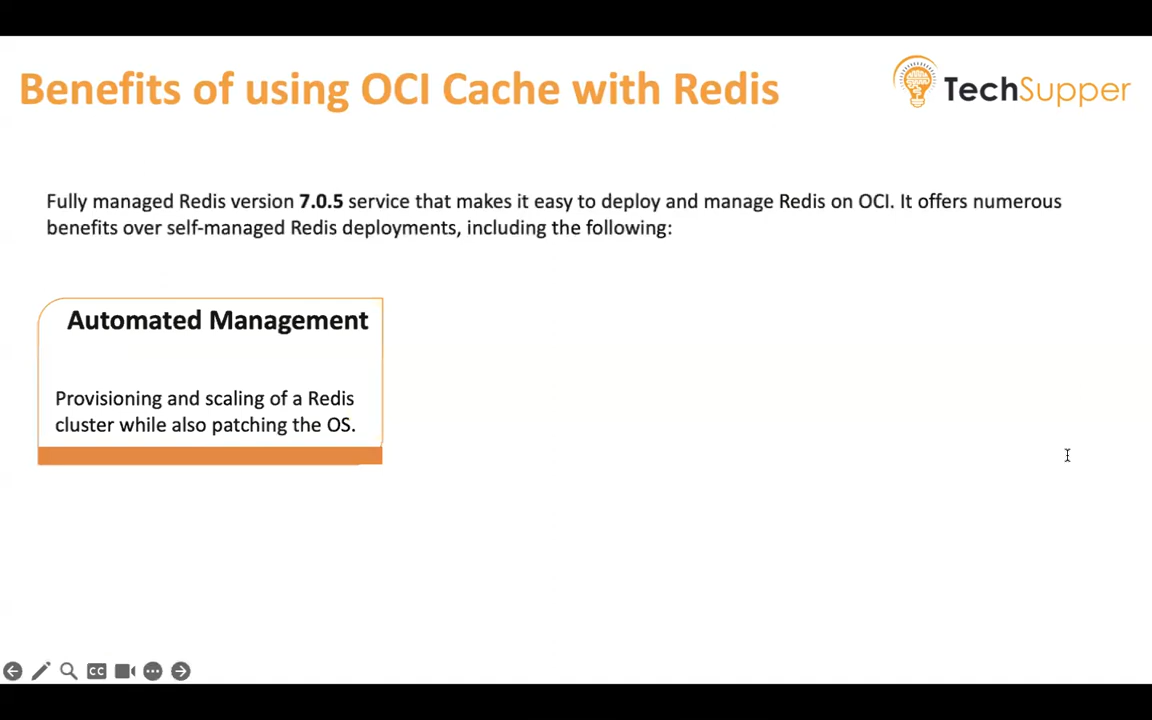 Benefits of using OCI Cache with Redis
TechSupper
Fully managed Redis version 7.0.5 service that makes it easy to deploy and manage Redis on OCI. It offers numerous
benefits over self-managed Redis deployments, including the following:
Automated Management
Provisioning and scaling of a Redis
cluster while also patching the OS.
CC